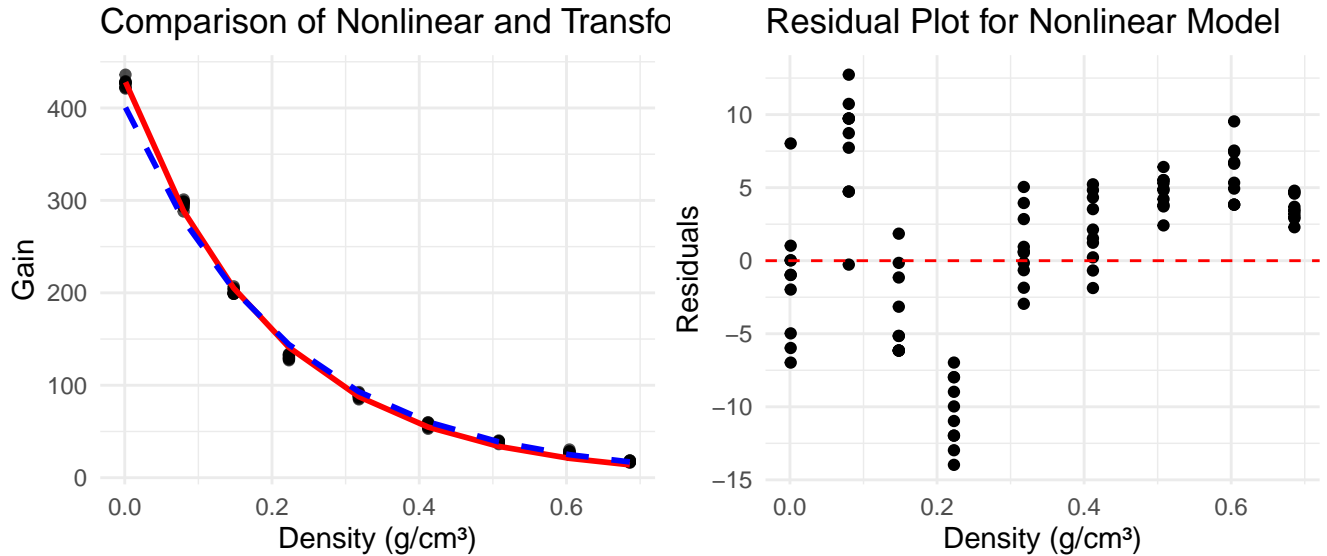 Comparison of Nonlinear and Transfo
Gain
400
300
200
100
0
0.0 0.2 0.4 0.6
Density (g/cm³)
Residual Plot for Nonlinear Model
Residuals
10
5
0
−5
−10
−15
0.0 0.2 0.4 0.6
Density (g/cm³)